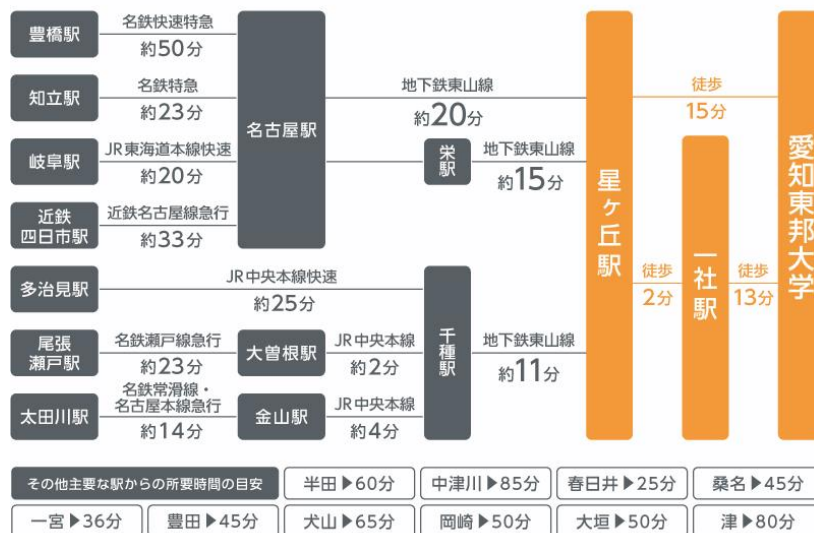 豊橋駅
名鉄快速特急
約50分
知立駅
名鉄特急
約23分
岐阜駅
JR東海道本線快速
約20分
近鉄
四日市駅
近鉄名古屋線急行
約33分
名古屋駅
地下鉄東山線
約20分
栄駅
地下鉄東山線
約15分
多治見駅
JR中央本線快速
約25分
尾張
瀬戸駅
名鉄瀬戸線急行
約23分
大曽根駅
JR中央本線
約2分
太田川駅
名鉄常滑線・
名古屋本線急行
約14分
金山駅
JR中央本線
約4分
千種駅
地下鉄東山線
約11分
星ヶ丘駅
徒歩
15分
徒歩
2分
一社駅
徒歩
13分
愛知東邦大学
その他主要な駅からの所要時間の目安
半田▶60分
中津川▶85分
春日井▶25分
桑名▶45分
一宮▶36分
豊田▶45分
犬山▶65分
岡崎▶50分
大垣▶50分
津▶80分